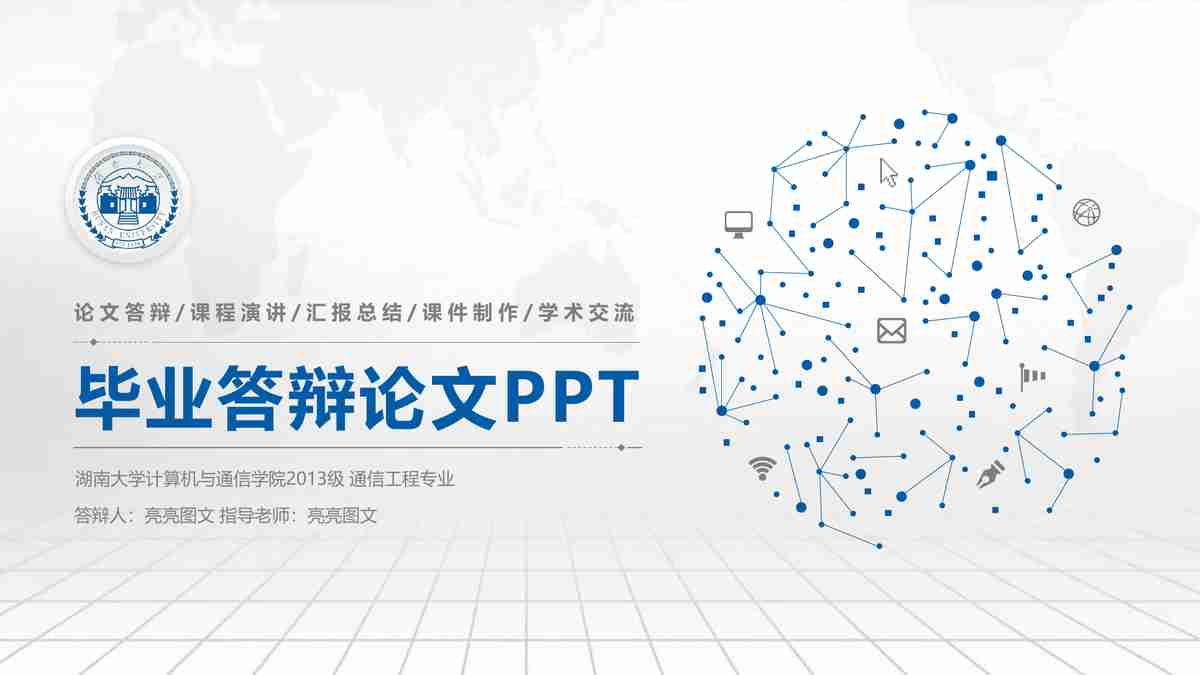 HUNAN UNIVERSITY
论文答辩/课程演讲/汇报总结/课件制作/学术交流
毕业答辩论文PPT
湖南大学计算机与通信学院2013级 通信工程专业
答辩人：亮亮图文 指导老师：亮亮图文